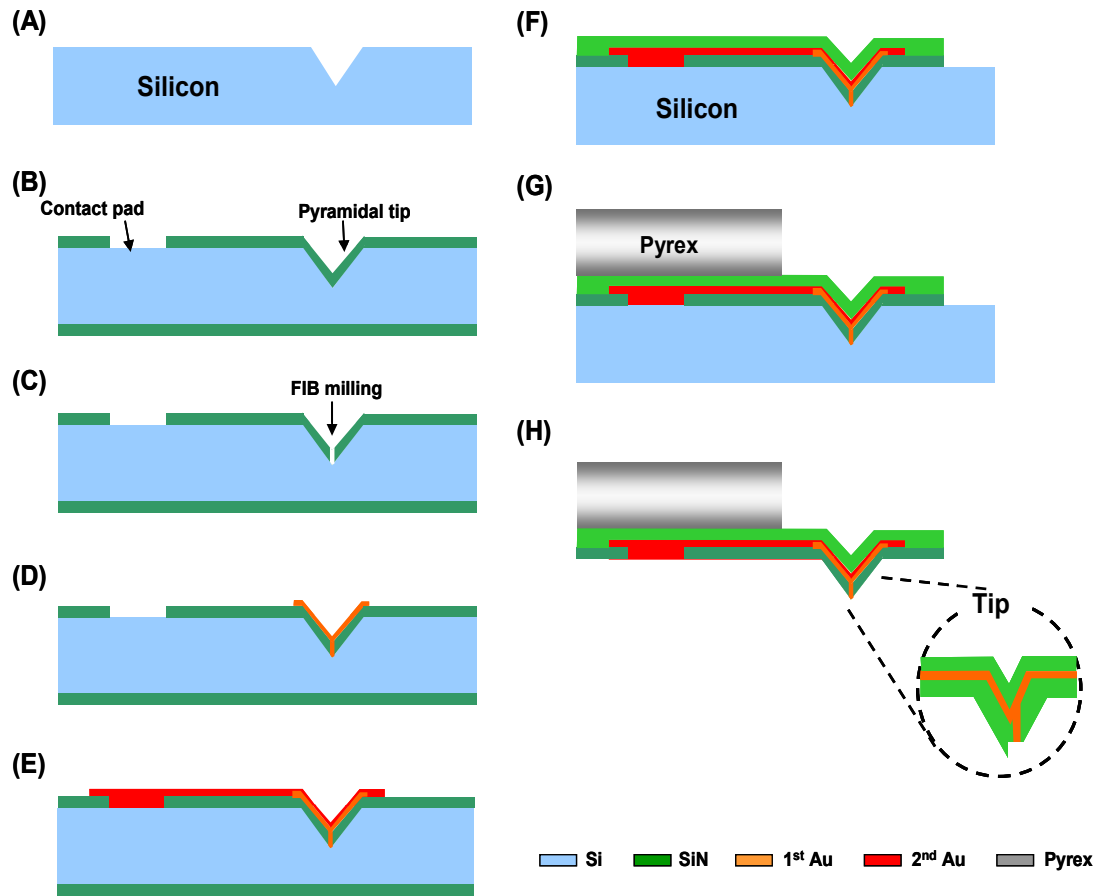 (A)
Silicon
(B)
Contact pad
Pyramidal tip
(C)
FIB milling
(D)
(E)
(F)
Silicon
(G)
Pyrex
(H)
Tip
Si SiN 1st Au 2nd Au Pyrex